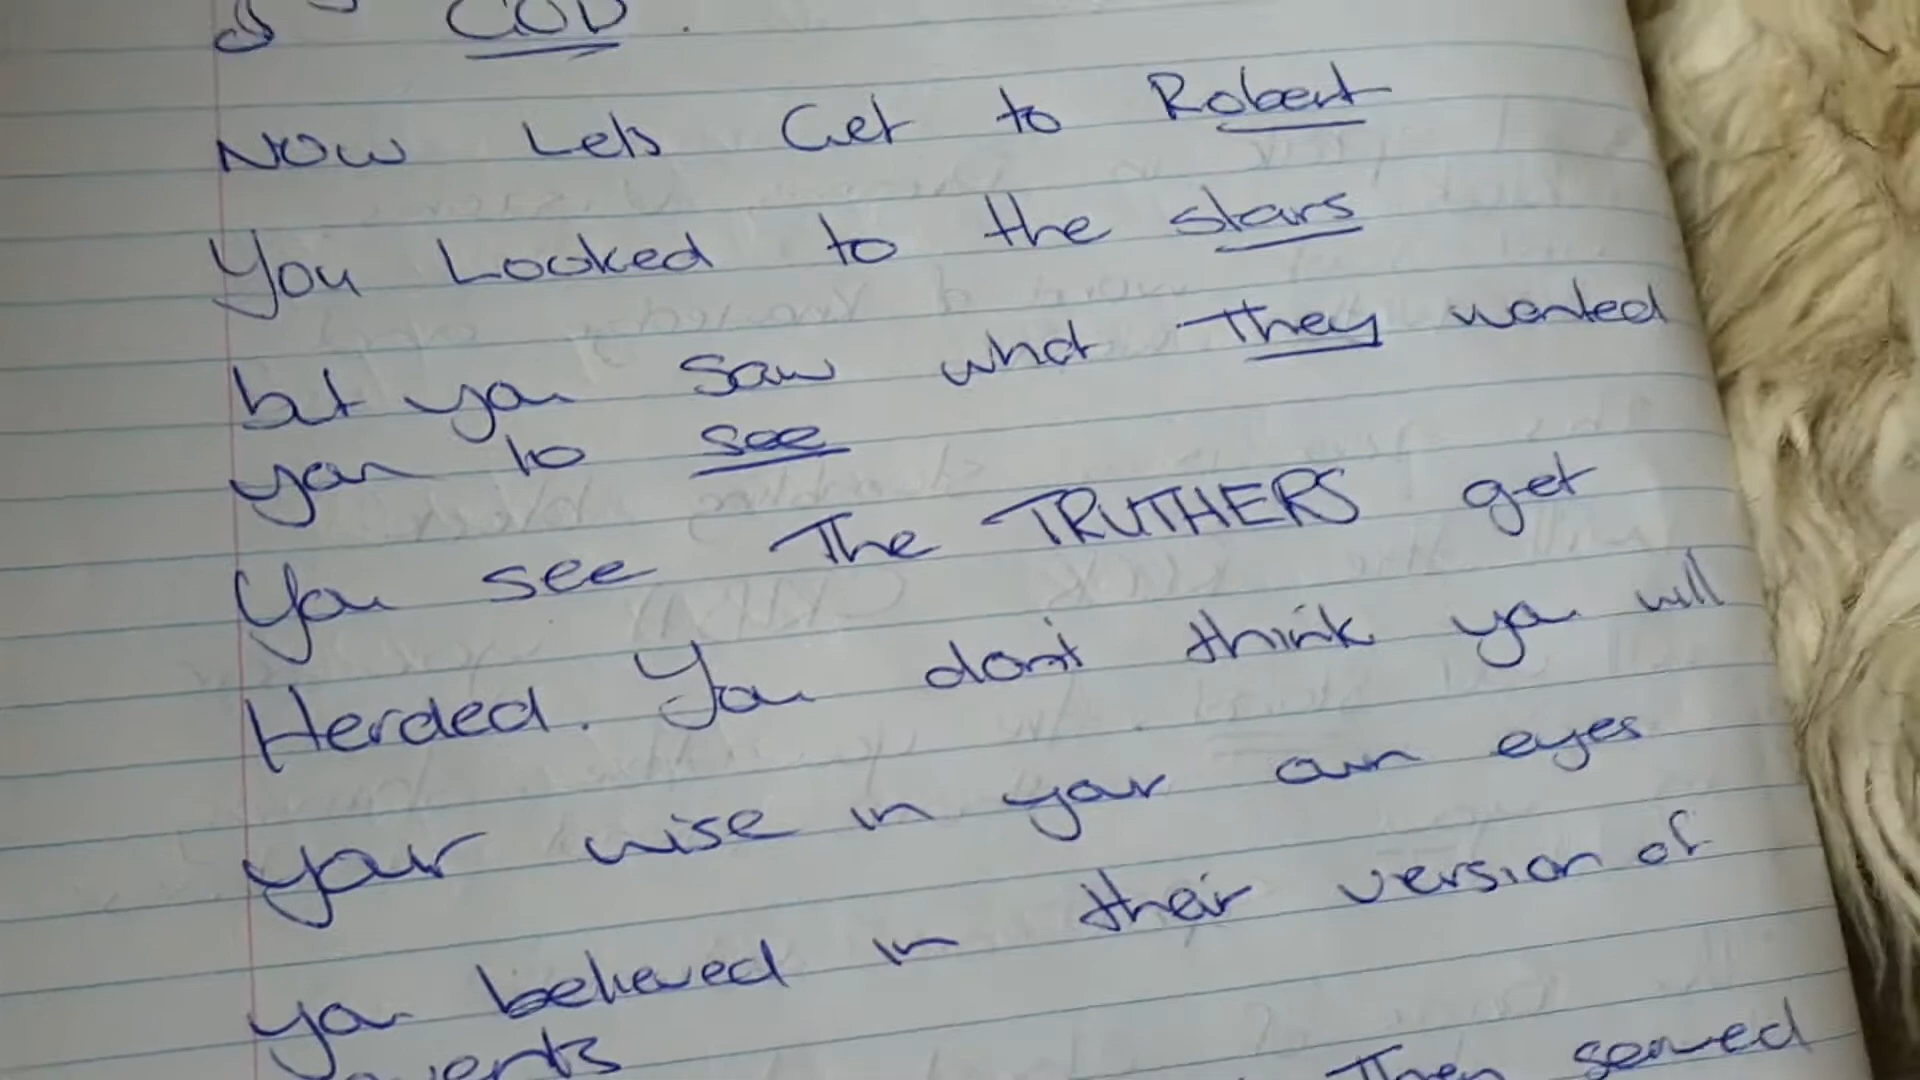 GOD.
Now Lets Get to Robert
You Looked to the stars
but you saw what They wanted
you to see
You see The TRUTHERS get
Herded. You don't think you will
your wise in your own eyes
you believed in their version of
events
Then served